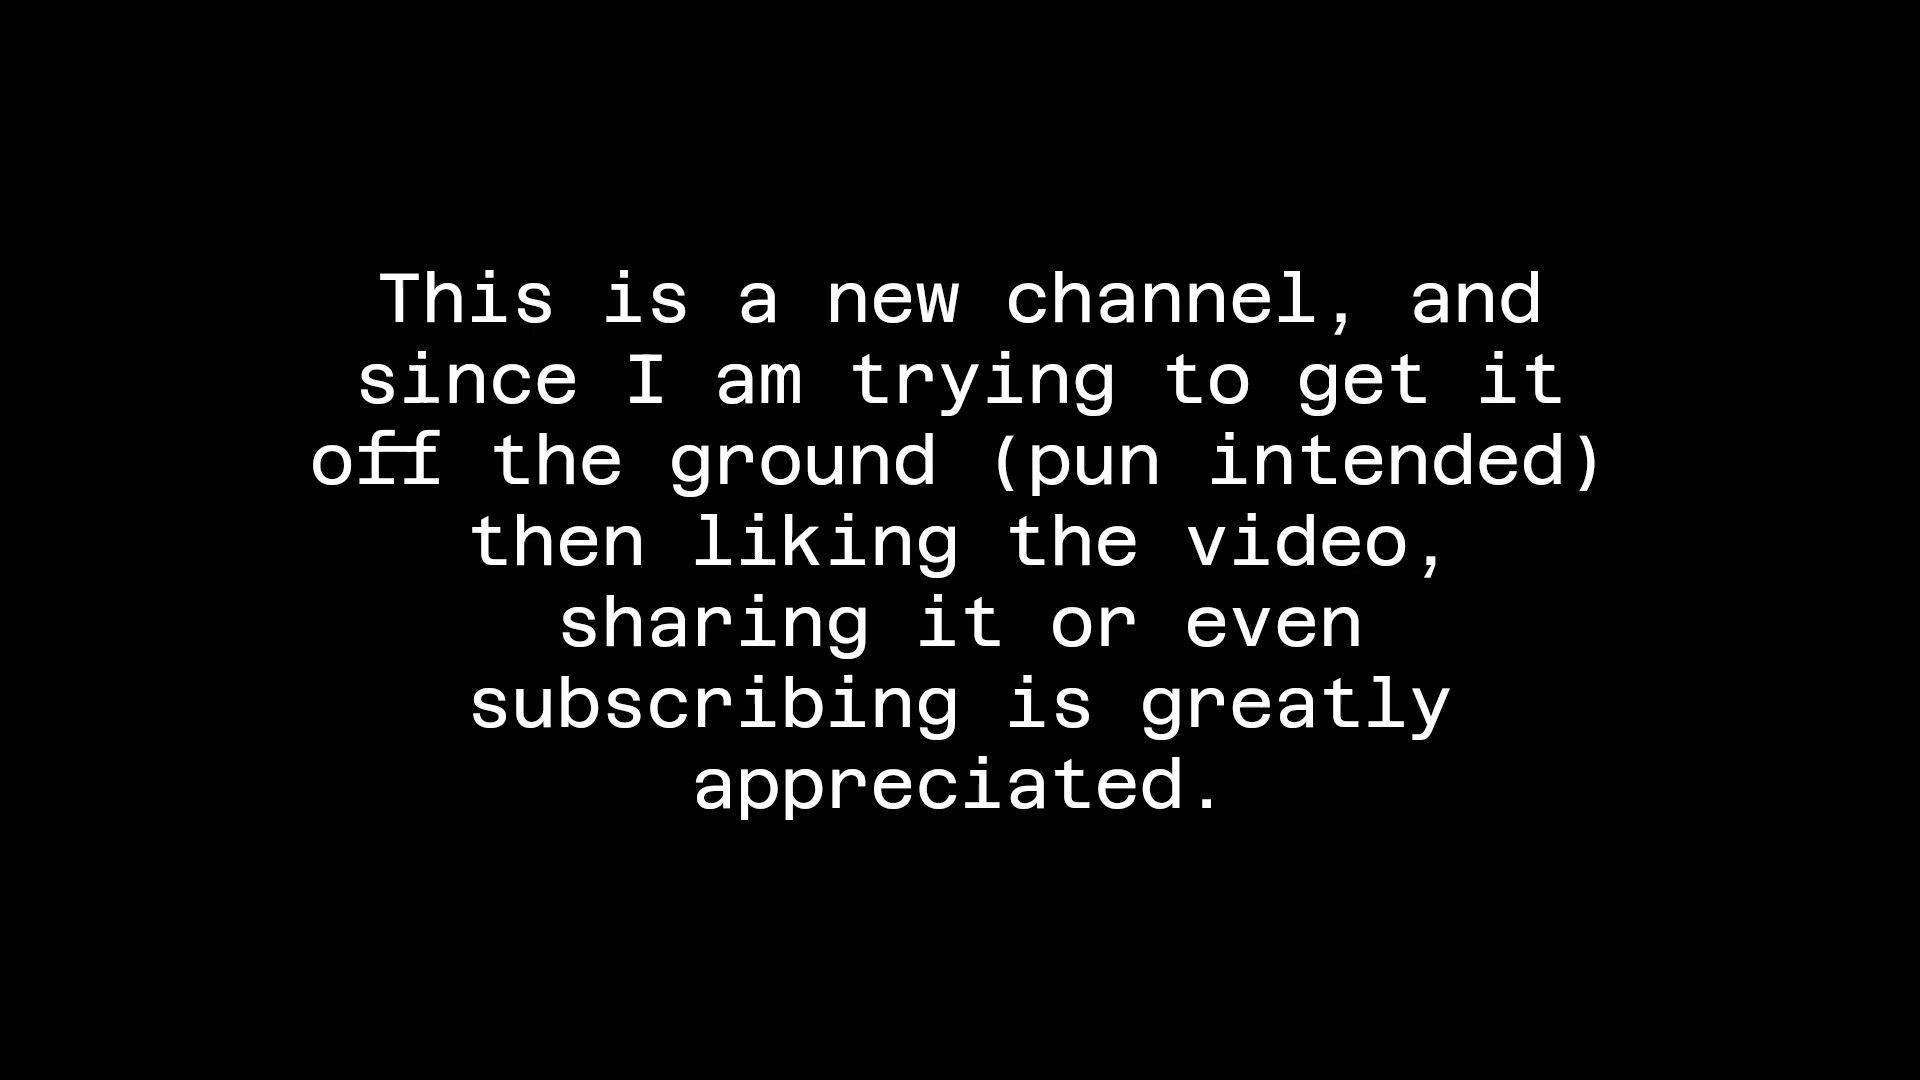 This is a new channel, and
since I am trying to get it
off the ground (pun intended)
then liking the video,
sharing it or even
subscribing is greatly
appreciated.